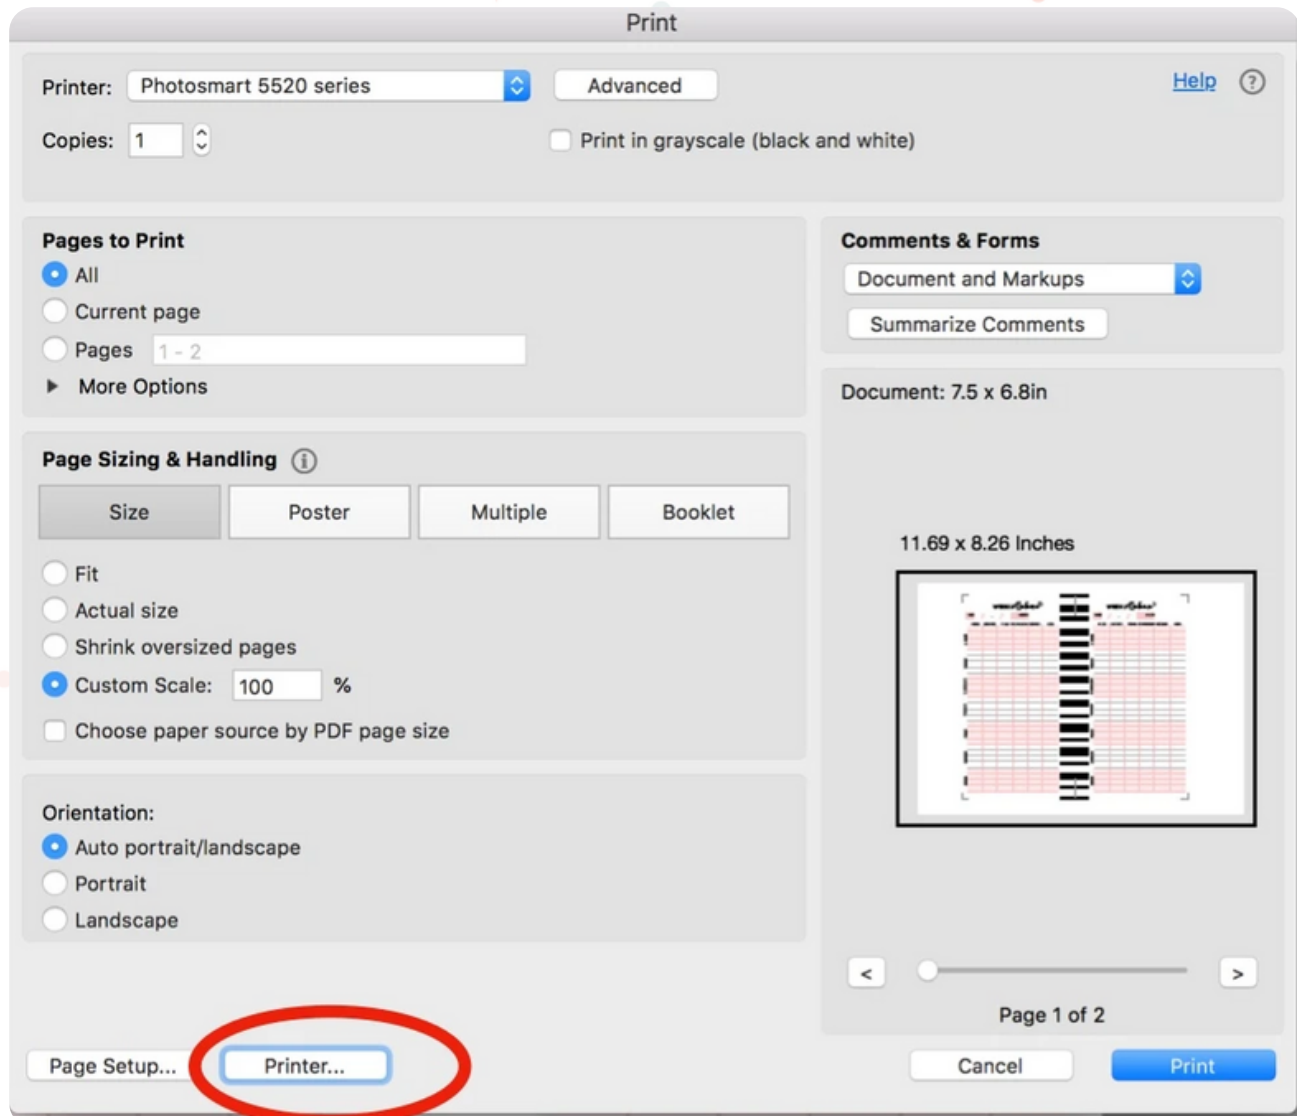 Print
Printer: Photosmart 5520 series Advanced Help ?
Copies: 1 Print in grayscale (black and white)
Pages to Print
All
Current page
Pages 1 - 2
More Options
Comments & Forms
Document and Markups
Summarize Comments
Page Sizing & Handling i
Size Poster Multiple Booklet
Fit
Actual size
Shrink oversized pages
Custom Scale: 100 %
Choose paper source by PDF page size
Orientation:
Auto portrait/landscape
Portrait
Landscape
Document: 7.5 x 6.8in
11.69 x 8.26 Inches
< >
Page 1 of 2
Page Setup... Printer... Cancel Print